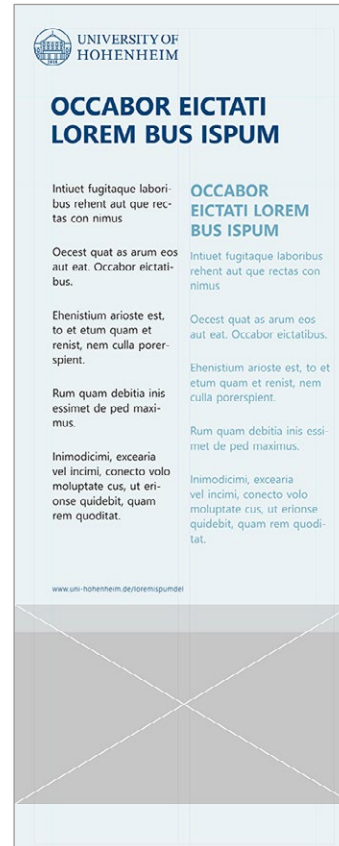 UNIVERSITY OF
HOHENHEIM
1818
OCCABOR EICTATI
LOREM BUS ISPUM
Intiuet fugitaque labori-
bus rehent aut que rec-
tas con nimus
Oecest quat as arum eos
aut eat. Occabor eictati-
bus.
Ehenistium arioste est,
to et etum quam et
renist, nem culla porer-
spient.
Rum quam debitia inis
essimet de ped maxi-
mus.
Inimodicimi, excearia
vel incimi, conecto volo
moluptate cus, ut eri-
onse quidebit, quam
rem quoditat.
OCCABOR
EICTATI LOREM
BUS ISPUM
Intiuet fugitaque laboribus
rehent aut que rectas con
nimus
Oecest quat as arum eos
aut eat. Occabor eictatibus.
Ehenistium arioste est, to et
etum quam et renist, nem
culla porerspient.
Rum quam debitia inis essi-
met de ped maximus.
Inimodicimi, excearia
vel incimi, conecto volo
moluptate cus, ut erionse
quidebit, quam rem quodi-
tat.
www.uni-hohenheim.de/loremispumdel